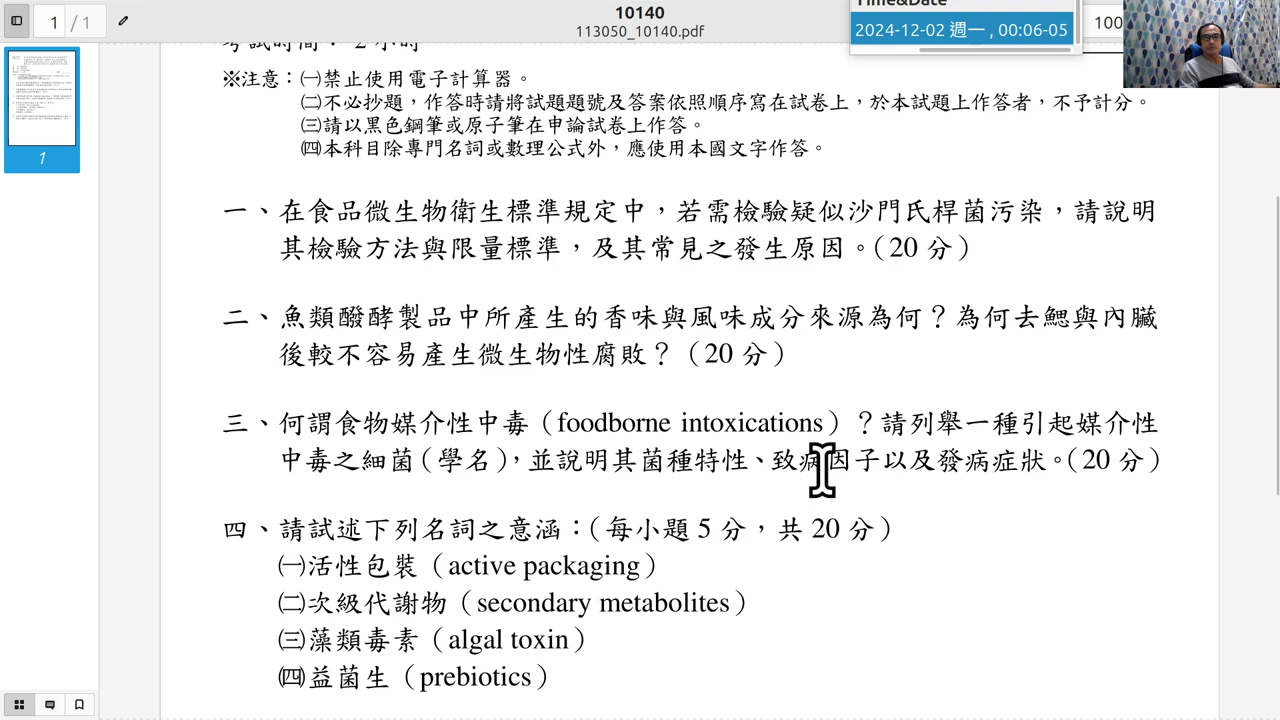 1 / 1
10140
113050_10140.pdf
Time&Date
2024-12-02 週一 , 00:06-05
100
1
考試時間： 2 小時
※注意：㈠禁止使用電子計算器。
㈡不必抄題，作答時請將試題題號及答案依照順序寫在試卷上，於本試題上作答者，不予計分。
㈢請以黑色鋼筆或原子筆在申論試卷上作答。
㈣本科目除專門名詞或數理公式外，應使用本國文字作答。
一、在食品微生物衛生標準規定中，若需檢驗疑似沙門氏桿菌污染，請說明
其檢驗方法與限量標準，及其常見之發生原因。（20 分）
二、魚類醱酵製品中所產生的香味與風味成分來源為何？為何去鰓與內臟
後較不容易產生微生物性腐敗？（20 分）
三、何謂食物媒介性中毒（foodborne intoxications）？請列舉一種引起媒介性
中毒之細菌（學名），並說明其菌種特性、致病因子以及發病症狀。（20 分）
四、請試述下列名詞之意涵：（每小題 5 分，共 20 分）
㈠活性包裝（active packaging）
㈡次級代謝物（secondary metabolites）
㈢藻類毒素（algal toxin）
㈣益菌生（prebiotics）